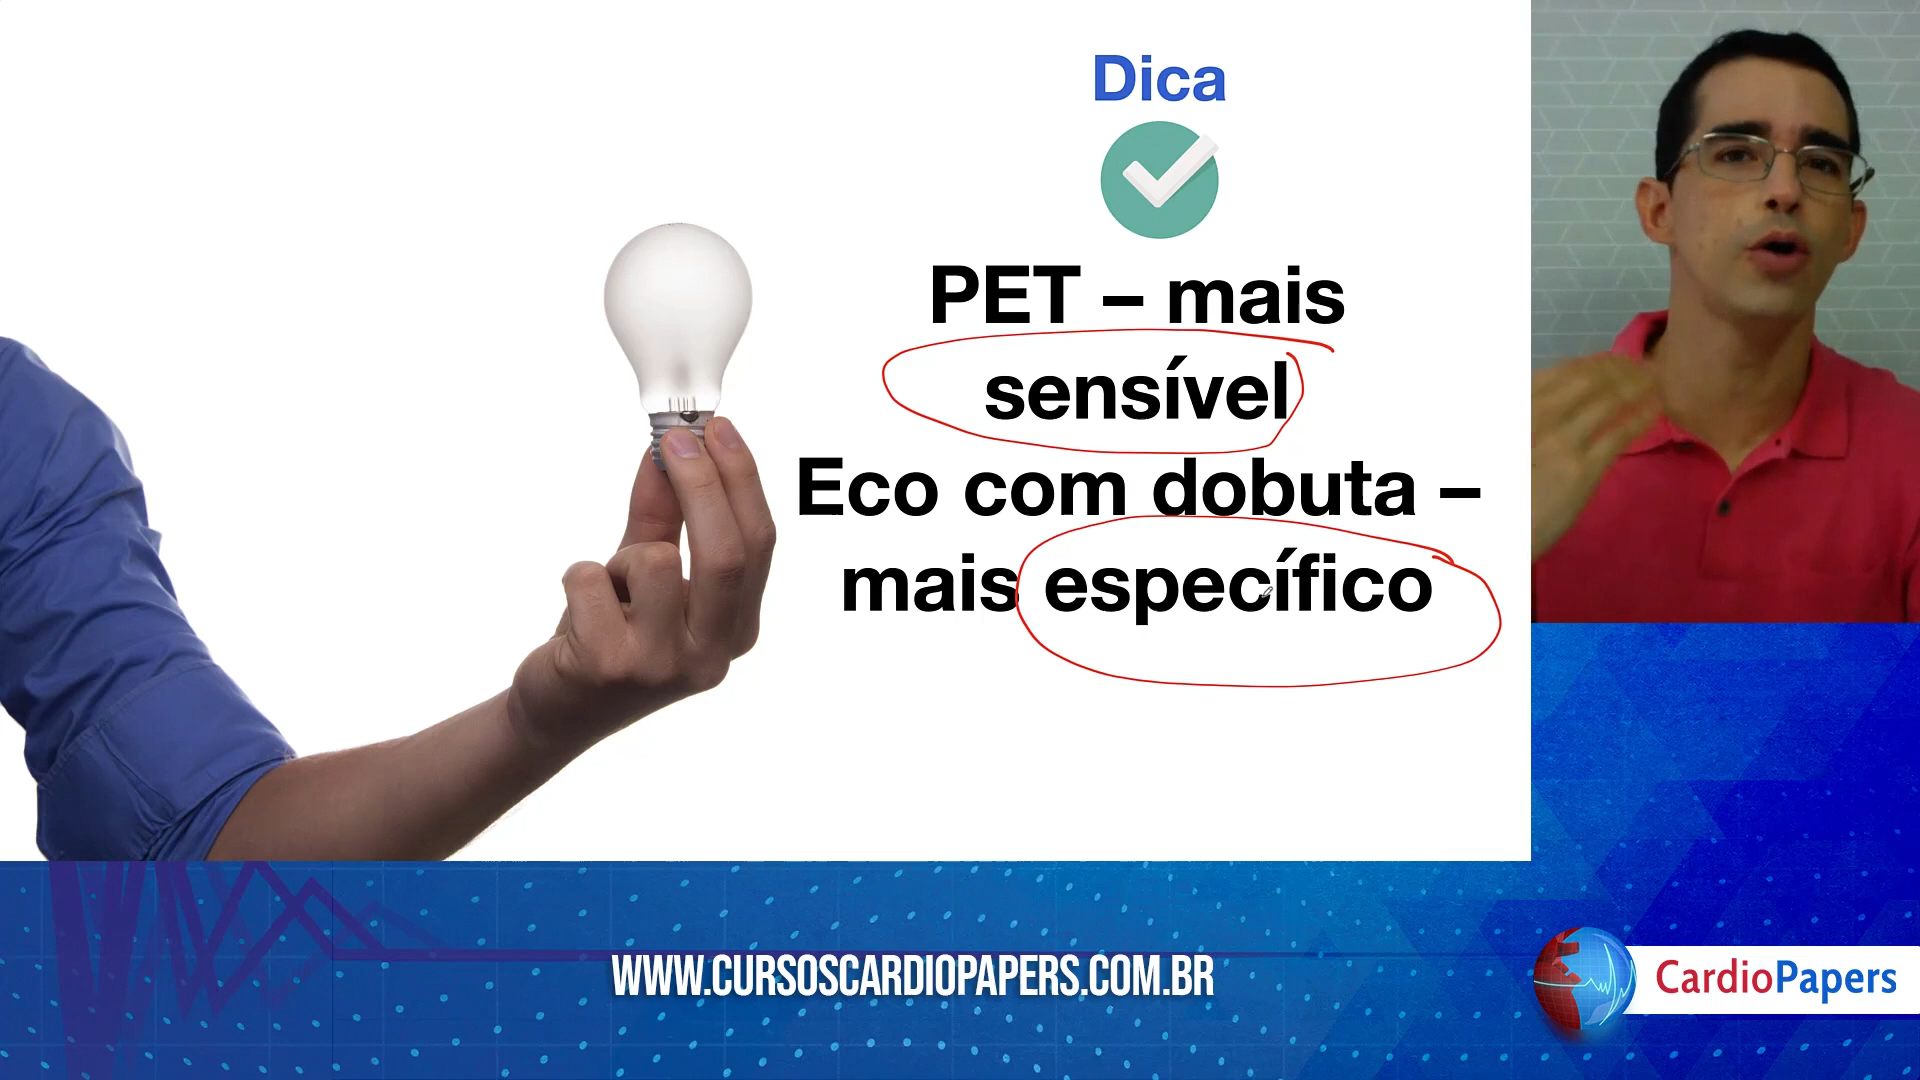 Dica
PET – mais
sensível
Eco com dobuta –
mais específico
WWW.CURSOSCARDIOPAPERS.COM.BR
CardioPapers